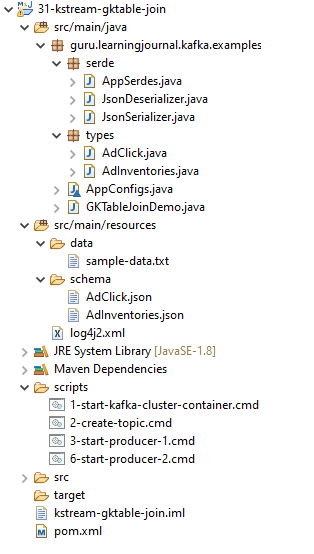 31-kstream-gktable-join
src/main/java
guru.learningjournal.kafka.examples
serde
AppSerdes.java
JsonDeserializer.java
JsonSerializer.java
types
AdClick.java
AdInventories.java
AppConfigs.java
GKTableJoinDemo.java
src/main/resources
data
sample-data.txt
schema
AdClick.json
AdInventories.json
log4j2.xml
JRE System Library [JavaSE-1.8]
Maven Dependencies
scripts
1-start-kafka-cluster-container.cmd
2-create-topic.cmd
3-start-producer-1.cmd
6-start-producer-2.cmd
src
target
kstream-gktable-join.iml
pom.xml